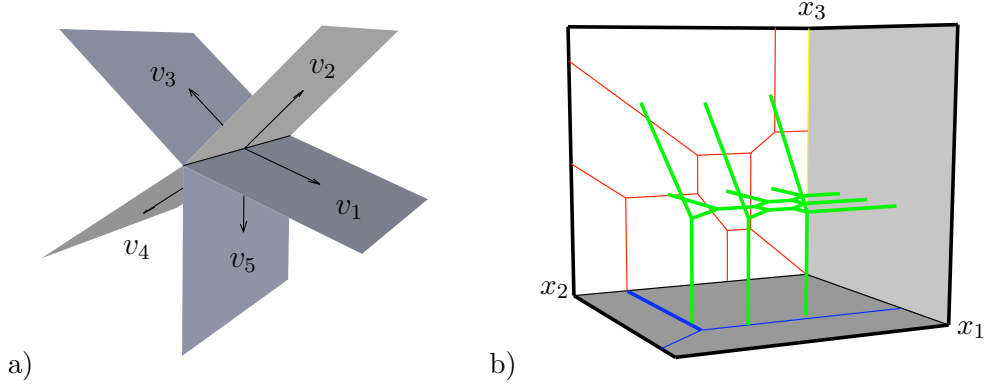 v₃
v₂
v₁
v₄
v₅
a)
x₃
x₂
x₁
b)